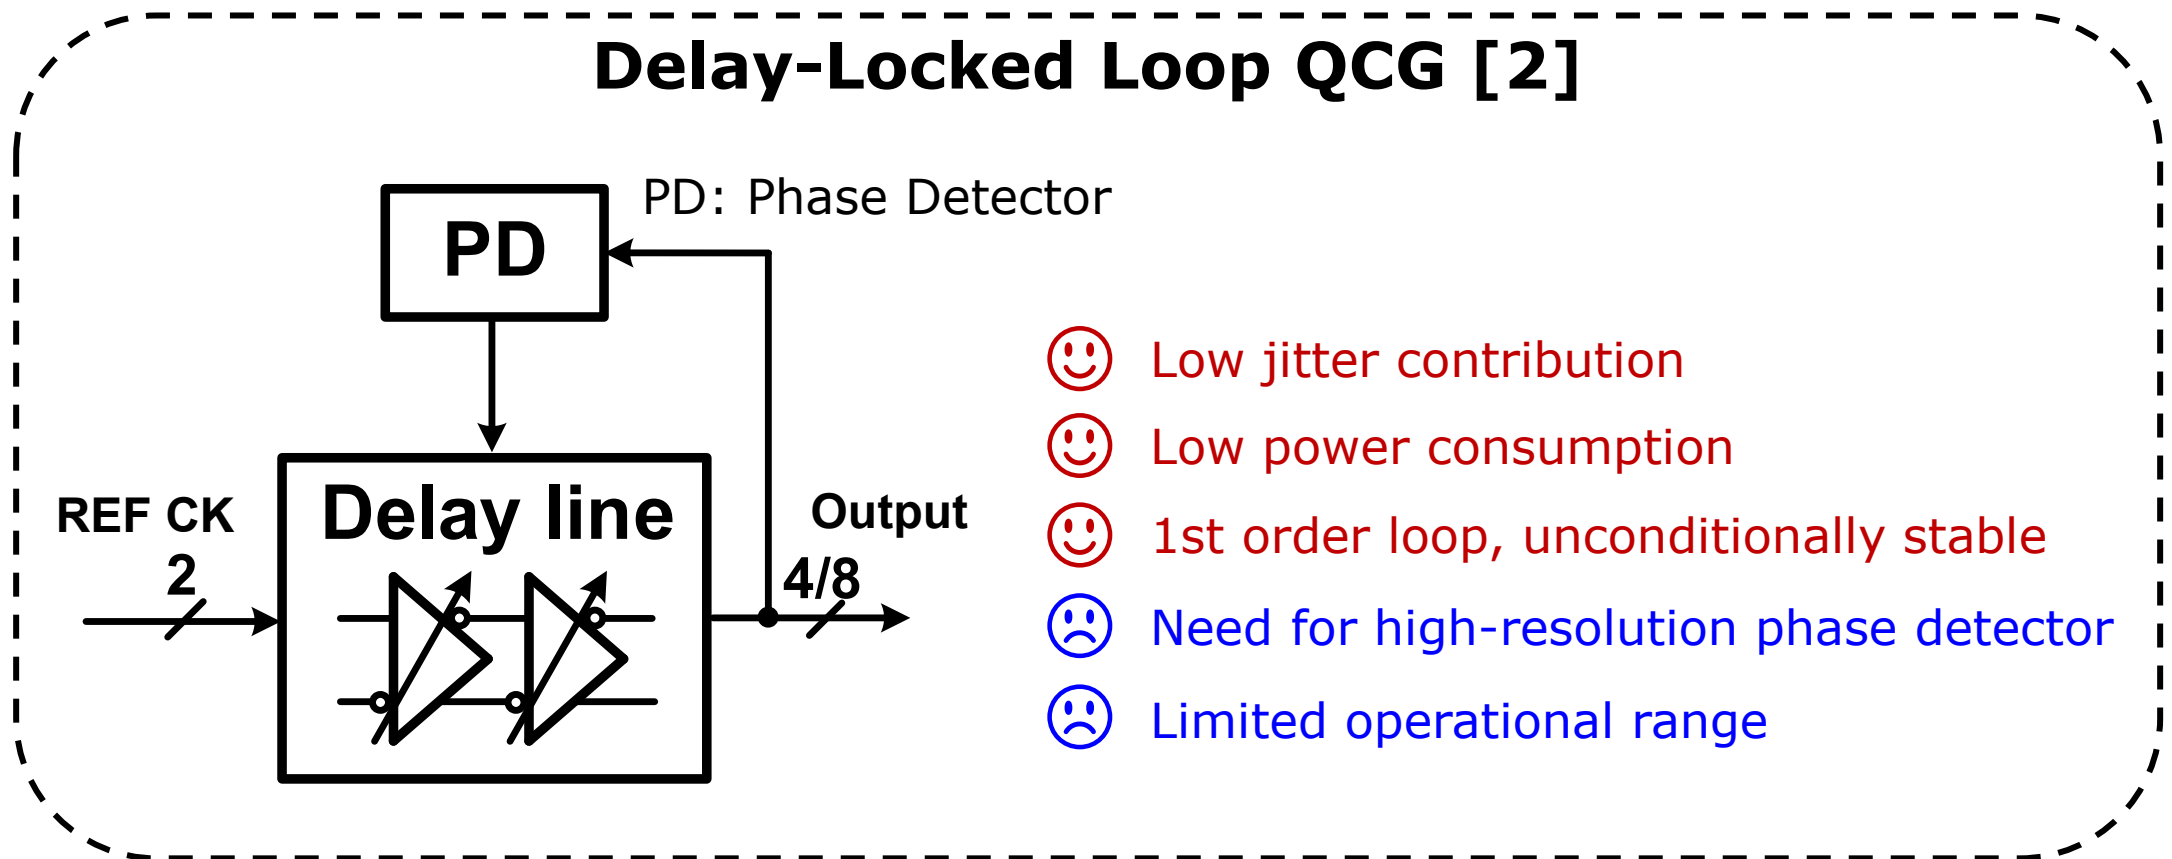 Delay-Locked Loop QCG [2]
PD: Phase Detector
PD
Delay line
REF CK
2
Output
4/8
Low jitter contribution
Low power consumption
1st order loop, unconditionally stable
Need for high-resolution phase detector
Limited operational range